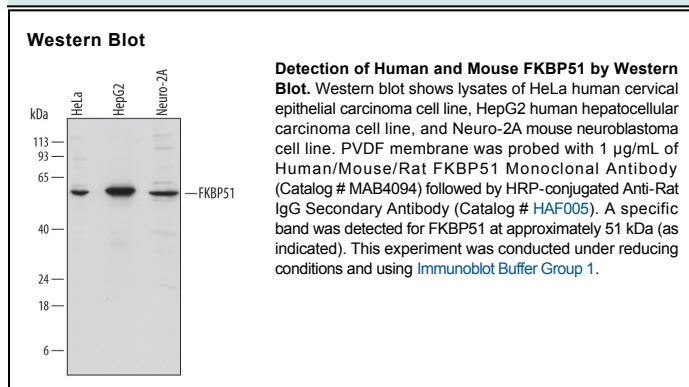 Western Blot
kDa
HeLa
HepG2
Neuro-2A
113
93
65
FKBP51
40
24
18
6
Detection of Human and Mouse FKBP51 by Western
Blot. Western blot shows lysates of HeLa human cervical
epithelial carcinoma cell line, HepG2 human hepatocellular
carcinoma cell line, and Neuro-2A mouse neuroblastoma
cell line. PVDF membrane was probed with 1 µg/mL of
Human/Mouse/Rat FKBP51 Monoclonal Antibody
(Catalog # MAB4094) followed by HRP-conjugated Anti-Rat
IgG Secondary Antibody (Catalog # HAF005). A specific
band was detected for FKBP51 at approximately 51 kDa (as
indicated). This experiment was conducted under reducing
conditions and using Immunoblot Buffer Group 1.